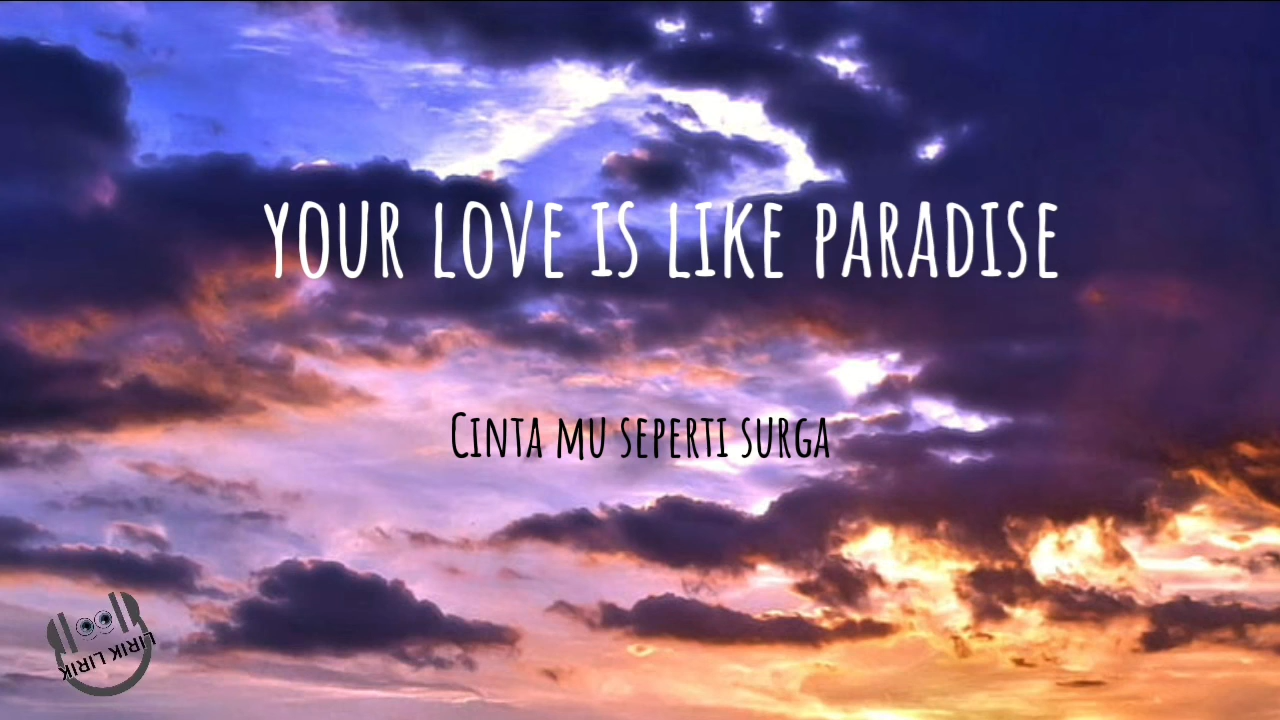 YOUR LOVE IS LIKE PARADISE
CINTA MU SEPERTI SURGA
LIRIK LIRIK